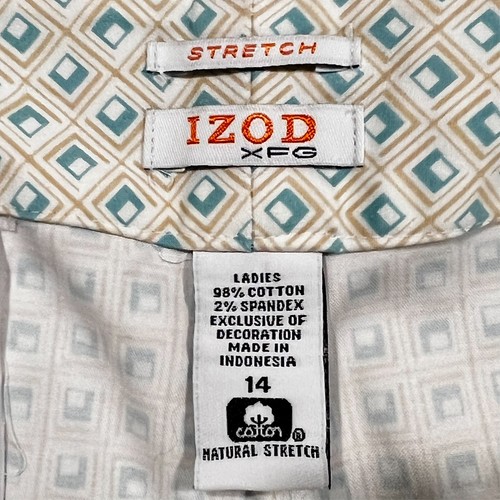 STRETCH
IZOD
XFG
LADIES
98% COTTON
2% SPANDEX
EXCLUSIVE OF
DECORATION
MADE IN
INDONESIA
14
cotton ®
NATURAL STRETCH